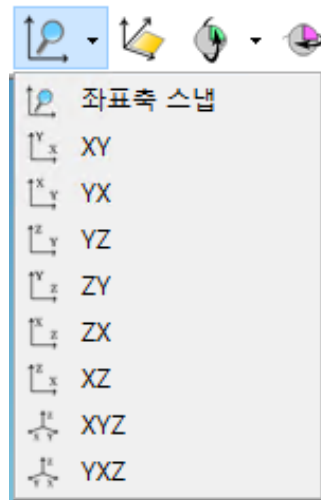 좌표축 스냅
Y X XY
X Y YX
Z Y YZ
Y Z ZY
X Z ZX
Z X XZ
Z X Y XYZ
Z Y X YXZ